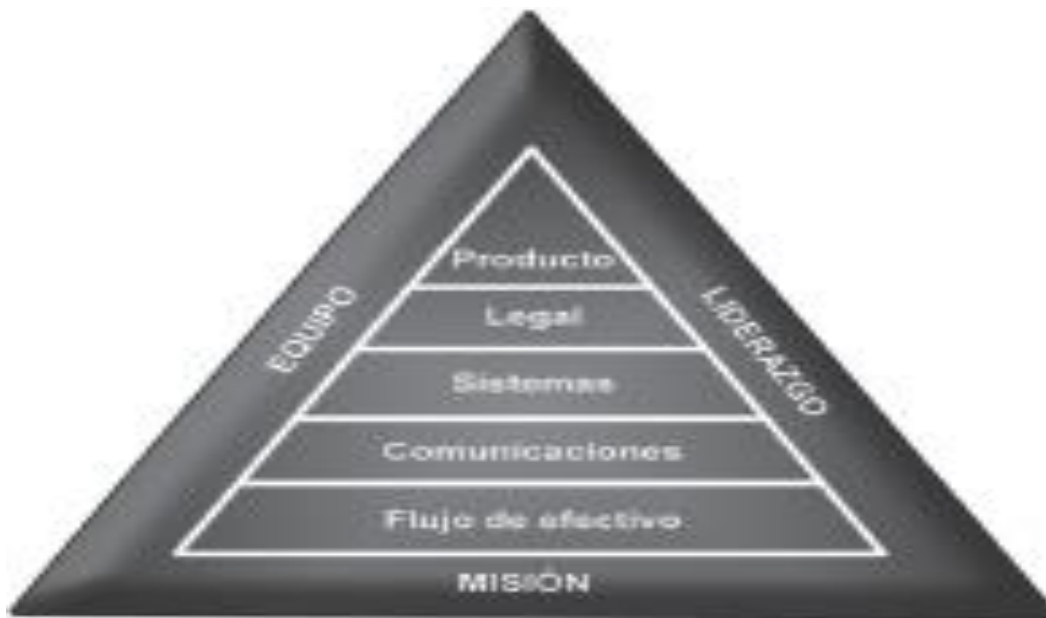 Producto
EQUIPO
LIDERAZGO
Legal
Sistemas
Comunicaciones
Flujo de efectivo
MISIÓN